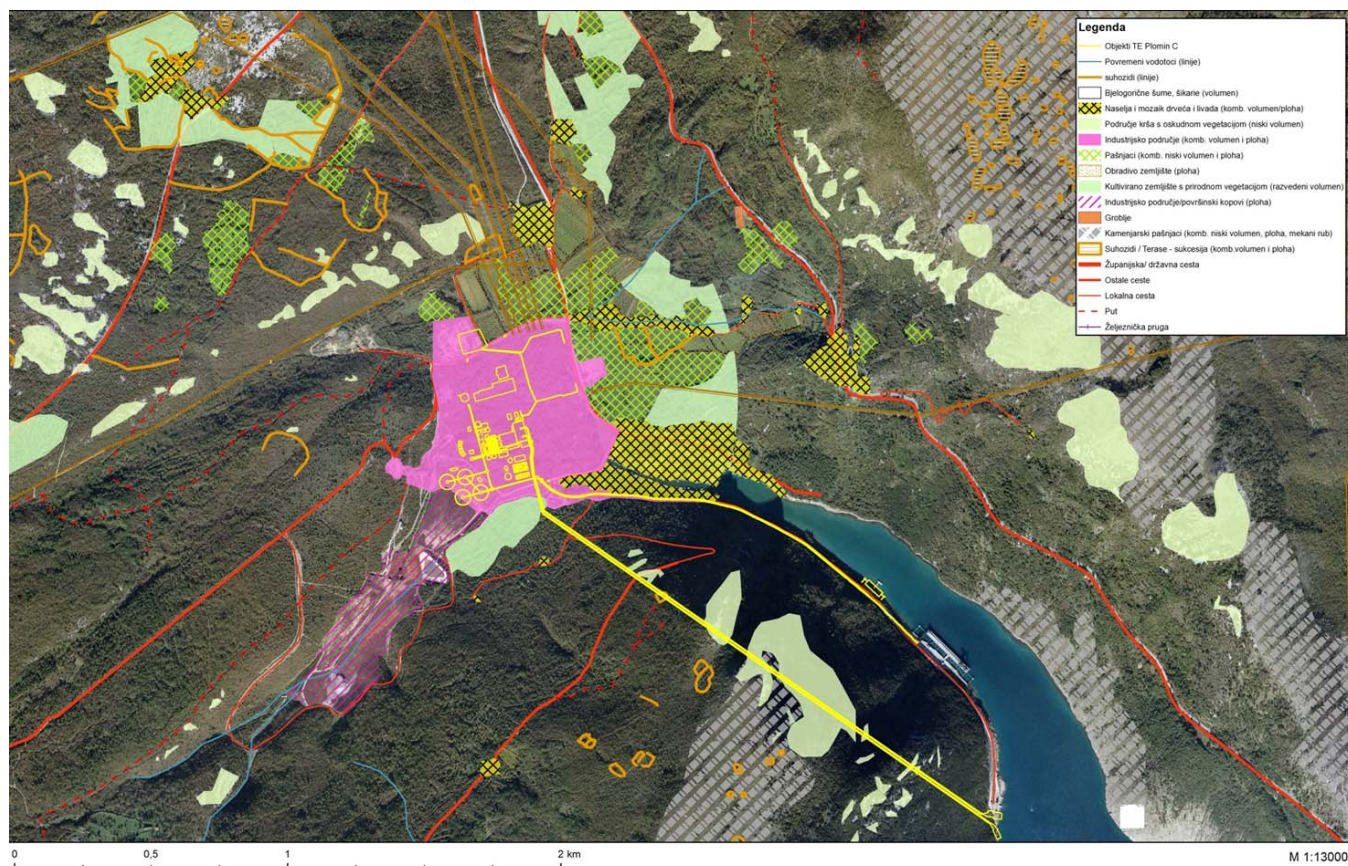 Legenda
Objekti TE Plomin C
Povremeni vodotoci (linije)
suhozidi (linije)
Bjelogorične šume, šikarie (volumen)
Naselja i mozaik drveća i livada (komb. volumen/ploha)
Područje krša s oskudnom vegetacijom (niski volumen)
Industrijsko područje (komb. volumen i ploha)
Pašnjaci (komb. niski volumen i ploha)
Obradivo zemljište (ploha)
Kultivirano zemljište s prirodnom vegetacijom (razvedeni volumen)
Industrijsko područje/površinski kopovi (ploha)
Groblje
Kamenjarski pašnjaci (komb. niski volumen, ploha, mekani rub)
Suhozidi / Terase - sukcesija (komb.volumen i ploha)
Županijska/ državna cesta
Ostale ceste
Lokalna cesta
Put
Željeznička pruga
0 0,5 1 2 km
M 1:13000